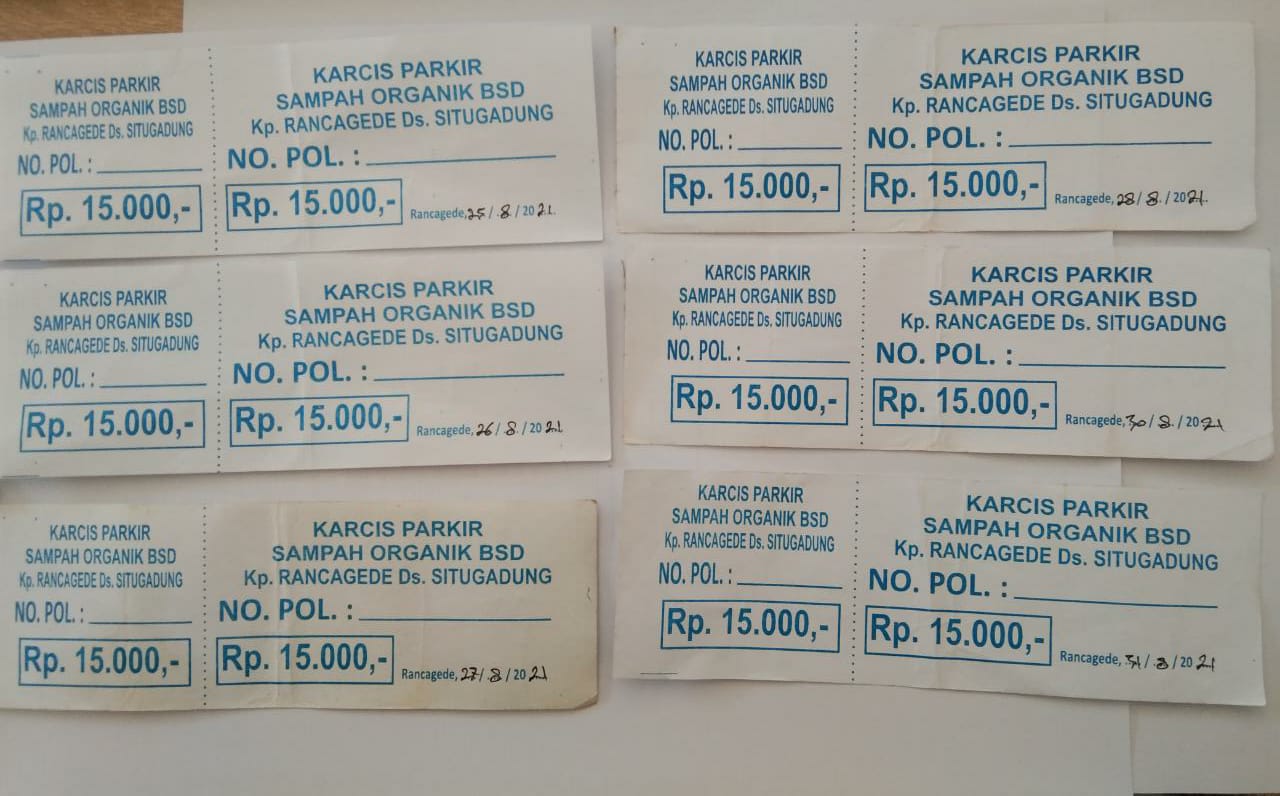 KARCIS PARKIR
SAMPAH ORGANIK BSD
Kp. RANCAGEDE Ds. SITUGADUNG
NO. POL. :
Rp. 15.000,-
KARCIS PARKIR
SAMPAH ORGANIK BSD
Kp. RANCAGEDE Ds. SITUGADUNG
NO. POL. :
Rp. 15.000,-
Rancagede, 25/8/2021.
KARCIS PARKIR
SAMPAH ORGANIK BSD
Kp. RANCAGEDE Ds. SITUGADUNG
NO. POL. :
Rp. 15.000,-
KARCIS PARKIR
SAMPAH ORGANIK BSD
Kp. RANCAGEDE Ds. SITUGADUNG
NO. POL. :
Rp. 15.000,-
Rancagede, 28/8./2021.
KARCIS PARKIR
SAMPAH ORGANIK BSD
Kp. RANCAGEDE Ds. SITUGADUNG
NO. POL. :
Rp. 15.000,-
KARCIS PARKIR
SAMPAH ORGANIK BSD
Kp. RANCAGEDE Ds. SITUGADUNG
NO. POL. :
Rp. 15.000,-
Rancagede, 26/8./2021
KARCIS PARKIR
SAMPAH ORGANIK BSD
Kp. RANCAGEDE Ds. SITUGADUNG
NO. POL. :
Rp. 15.000,-
KARCIS PARKIR
SAMPAH ORGANIK BSD
Kp. RANCAGEDE Ds. SITUGADUNG
NO. POL. :
Rp. 15.000,-
Rancagede, 30/8./2021
KARCIS PARKIR
SAMPAH ORGANIK BSD
Kp. RANCAGEDE Ds. SITUGADUNG
NO. POL. :
Rp. 15.000,-
KARCIS PARKIR
SAMPAH ORGANIK BSD
Kp. RANCAGEDE Ds. SITUGADUNG
NO. POL. :
Rp. 15.000,-
Rancagede, 27/8/2021
KARCIS PARKIR
SAMPAH ORGANIK BSD
Kp. RANCAGEDE Ds. SITUGADUNG
NO. POL. :
Rp. 15.000,-
KARCIS PARKIR
SAMPAH ORGANIK BSD
Kp. RANCAGEDE Ds. SITUGADUNG
NO. POL. :
Rp. 15.000,-
Rancagede, 31/8/2021